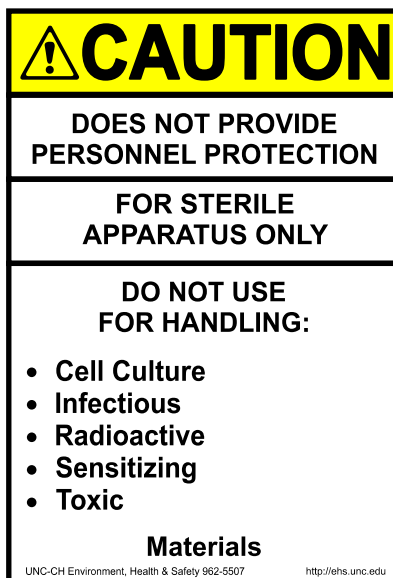 CAUTION
DOES NOT PROVIDE
PERSONNEL PROTECTION
FOR STERILE
APPARATUS ONLY
DO NOT USE
FOR HANDLING:
• Cell Culture
• Infectious
• Radioactive
• Sensitizing
• Toxic
Materials
UNC-CH Environment, Health & Safety 962-5507 http://ehs.unc.edu